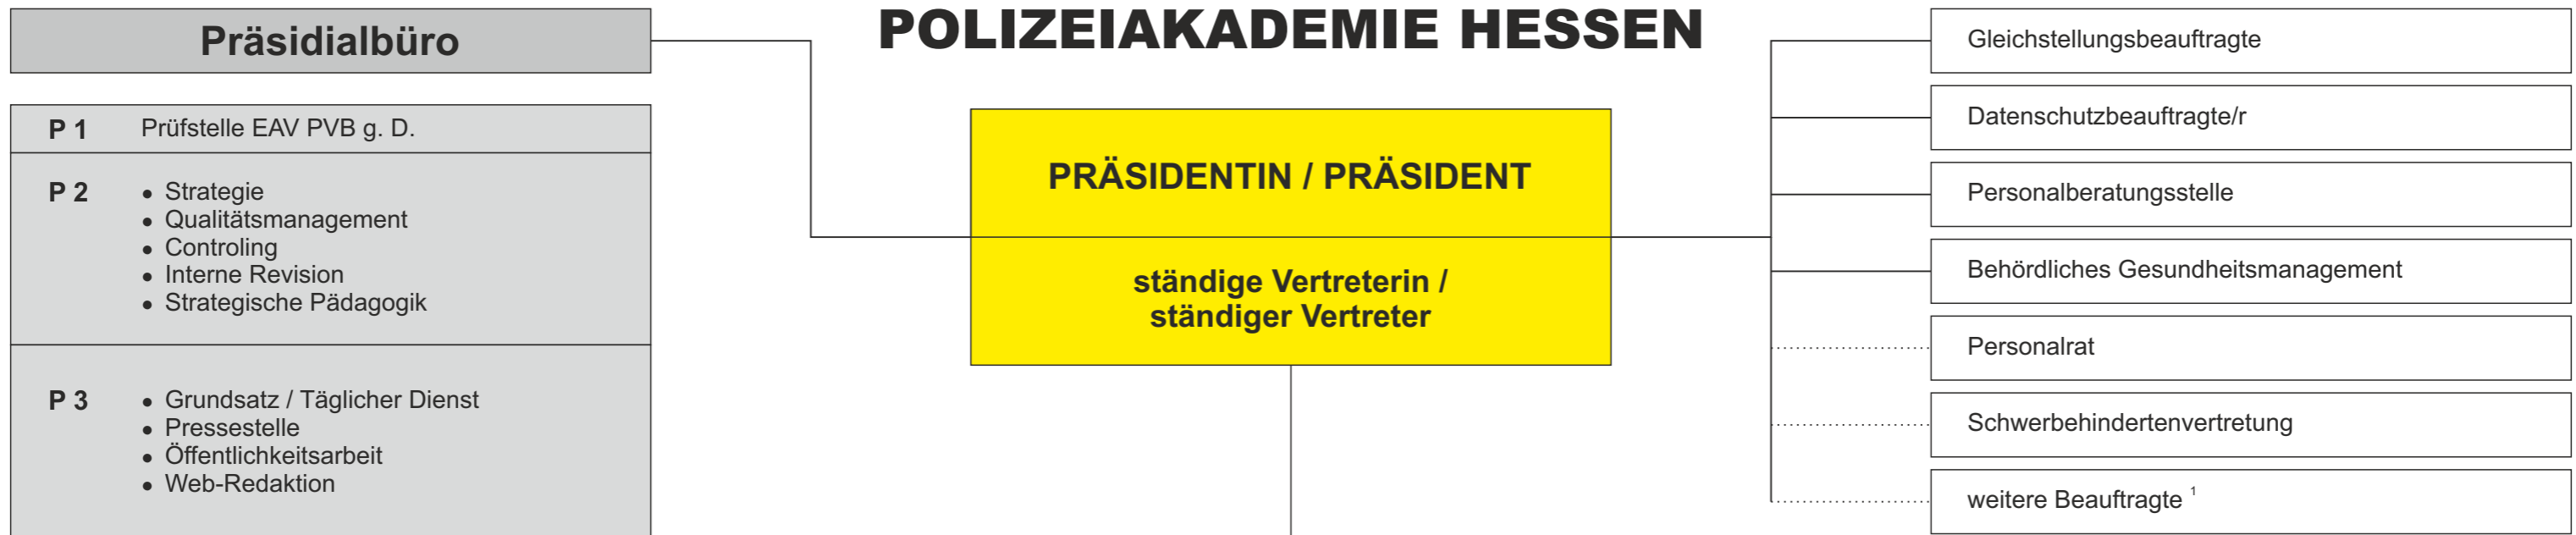 POLIZEIAKADEMIE HESSEN
Präsidialbüro
P 1 Prüfstelle EAV PVB g. D.
P 2 • Strategie
• Qualitätsmanagement
• Controling
• Interne Revision
• Strategische Pädagogik
P 3 • Grundsatz / Täglicher Dienst
• Pressestelle
• Öffentlichkeitsarbeit
• Web-Redaktion
PRÄSIDENTIN / PRÄSIDENT
ständige Vertreterin /
ständiger Vertreter
Gleichstellungsbeauftragte
Datenschutzbeauftragte/r
Personalberatungsstelle
Behördliches Gesundheitsmanagement
Personalrat
Schwerbehindertenvertretung
weitere Beauftragte ¹